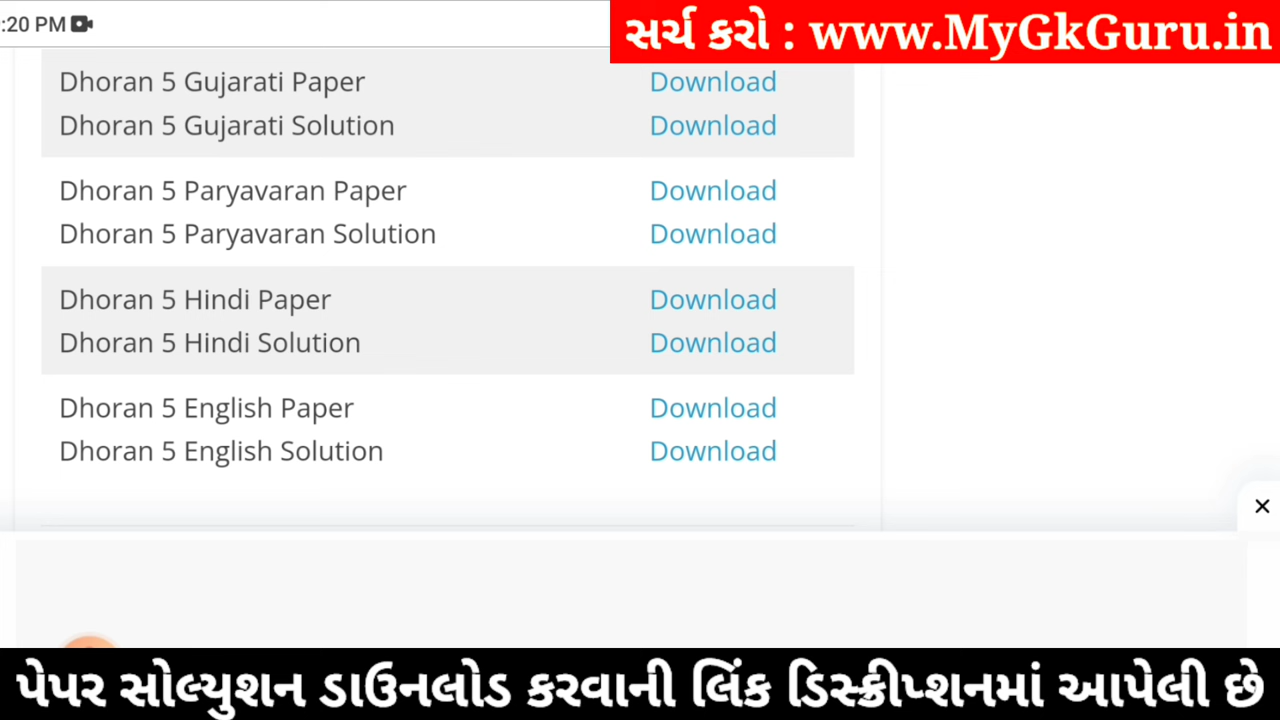 :20 PM
સર્ચ કરો : www.MyGkGuru.in
Dhoran 5 Gujarati Paper Download
Dhoran 5 Gujarati Solution Download
Dhoran 5 Paryavaran Paper Download
Dhoran 5 Paryavaran Solution Download
Dhoran 5 Hindi Paper Download
Dhoran 5 Hindi Solution Download
Dhoran 5 English Paper Download
Dhoran 5 English Solution Download
પેપર સોલ્યુશન ડાઉનલોડ કરવાની લિંક ડિસ્ક્રીપ્શનમાં આપેલી છે